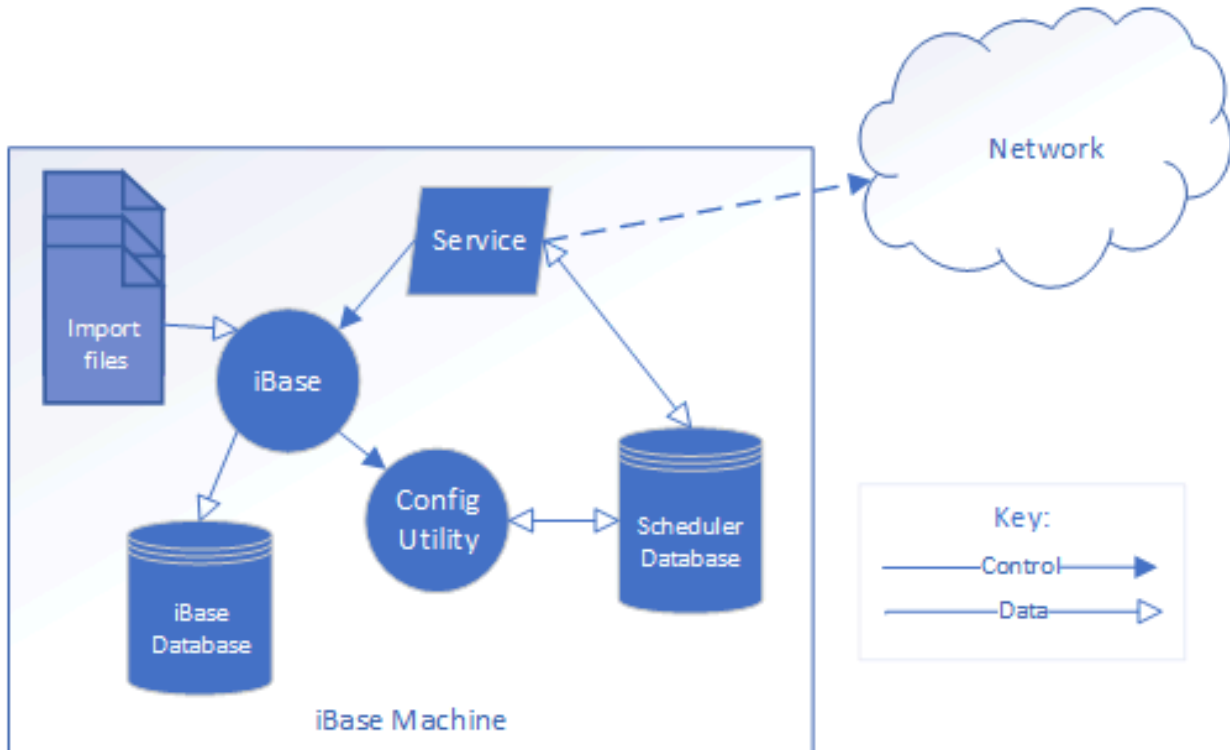 Network
Service
Import
files
iBase
Config
Utility
Scheduler
Database
iBase
Database
iBase Machine
Key:
Control
Data